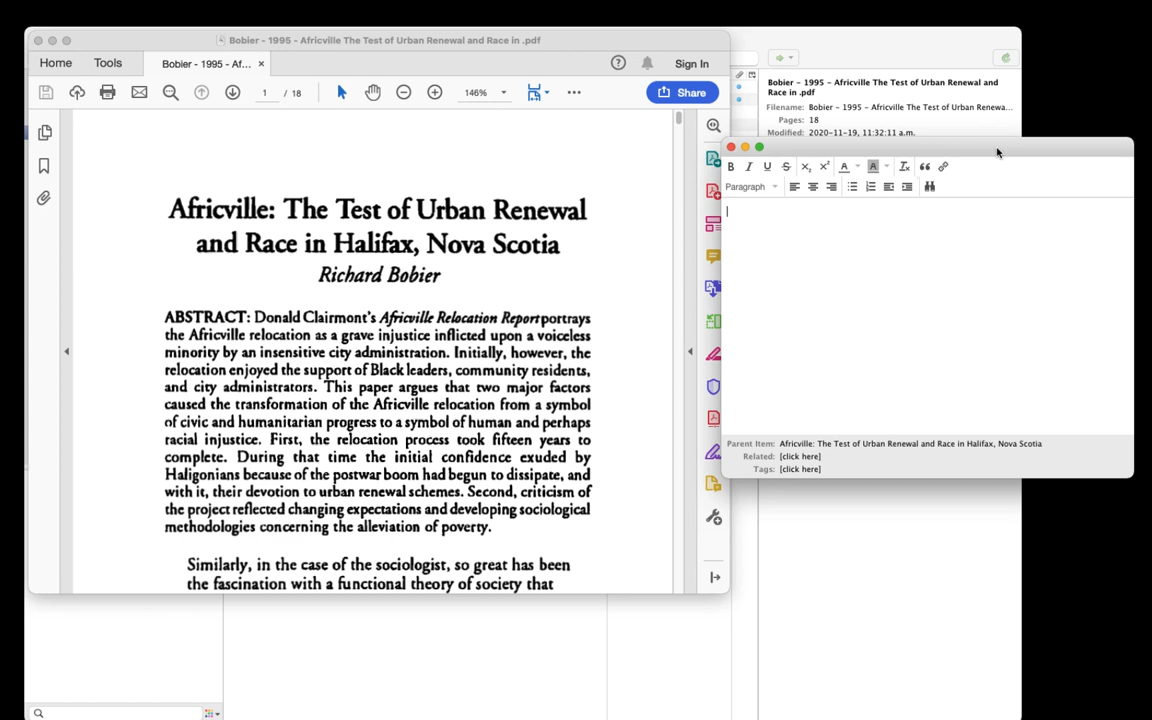 Bobier - 1995 - Africville The Test of Urban Renewal and Race in .pdf
Home
Tools
Bobier - 1995 - Af...
Sign In
1 / 18
146%
Share
Africville: The Test of Urban Renewal
and Race in Halifax, Nova Scotia
Richard Bobier
ABSTRACT: Donald Clairmont's Africville Relocation Report portrays
the Africville relocation as a grave injustice inflicted upon a voiceless
minority by an insensitive city administration. Initially, however, the
relocation enjoyed the support of Black leaders, community residents,
and city administrators. This paper argues that two major factors
caused the transformation of the Africville relocation from a symbol
of civic and humanitarian progress to a symbol of human and perhaps
racial injustice. First, the relocation process took fifteen years to
complete. During that time the initial confidence exuded by
Haligonians because of the postwar boom had begun to dissipate, and
with it, their devotion to urban renewal schemes. Second, criticism of
the project reflected changing expectations and developing sociological
methodologies concerning the alleviation of poverty.
Similarly, in the case of the sociologist, so great has been
the fascination with a functional theory of society that
Bobier - 1995 - Africville The Test of Urban Renewal and
Race in .pdf
Filename: Bobier - 1995 - Africville The Test of Urban Renewa...
Pages: 18
Modified: 2020-11-19, 11:32:11 a.m.
B I U S X₂ X² A A Tx
Paragraph
Parent Item: Africville: The Test of Urban Renewal and Race in Halifax, Nova Scotia
Related: [click here]
Tags: [click here]